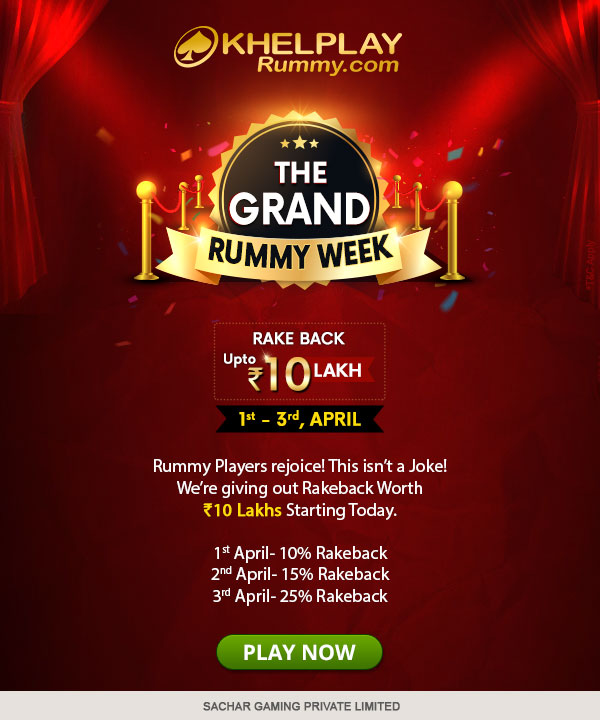 KHELPLAY
Rummy.com
THE
GRAND
RUMMY WEEK
RAKE BACK
Upto ₹10 LAKH
1st – 3rd, APRIL
Rummy Players rejoice! This isn't a Joke!
We're giving out Rakeback Worth
₹10 Lakhs Starting Today.
1st April- 10% Rakeback
2nd April- 15% Rakeback
3rd April- 25% Rakeback
PLAY NOW
SACHAR GAMING PRIVATE LIMITED